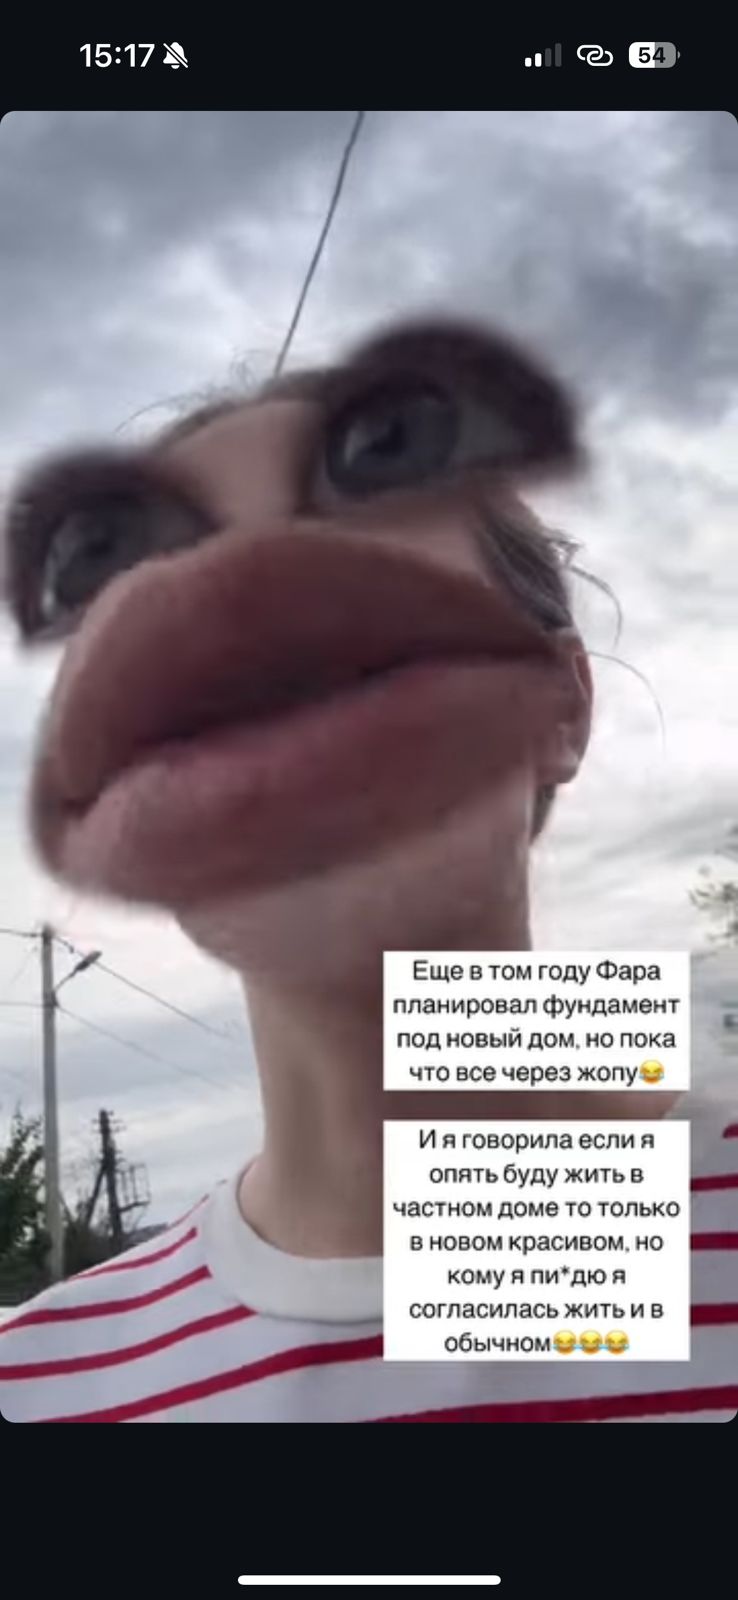 15:17
54
Еще в том году Фара
планировал фундамент
под новый дом, но пока
что все через жопу😂
И я говорила если я
опять буду жить в
частном доме то только
в новом красивом, но
кому я пи*дю я
согласилась жить и в
обычном😂😂😂